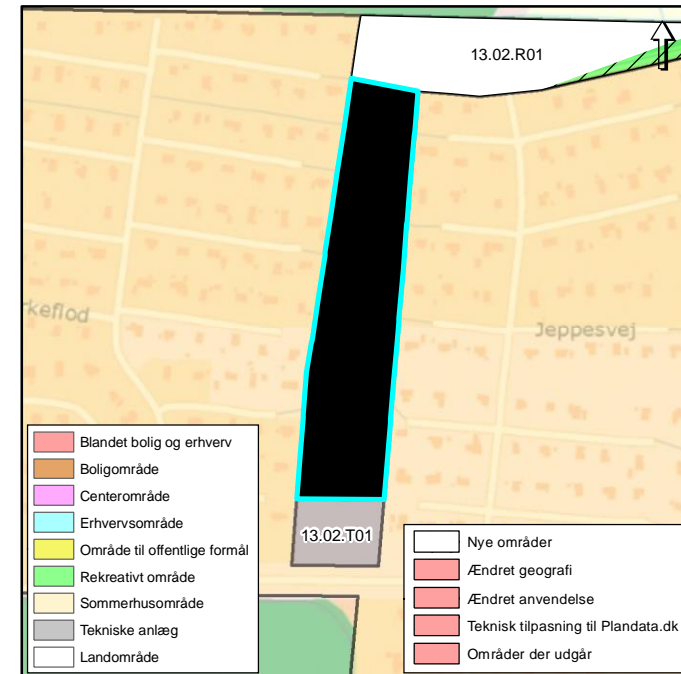 13.02.R01
rkeflod
Jeppesvej
13.02.T01
Blandet bolig og erhverv
Boligområde
Centerområde
Erhvervsområde
Område til offentlige formål
Rekreativt område
Sommerhusområde
Tekniske anlæg
Landområde
Nye områder
Ændret geografi
Ændret anvendelse
Teknisk tilpasning til Plandata.dk
Områder der udgår